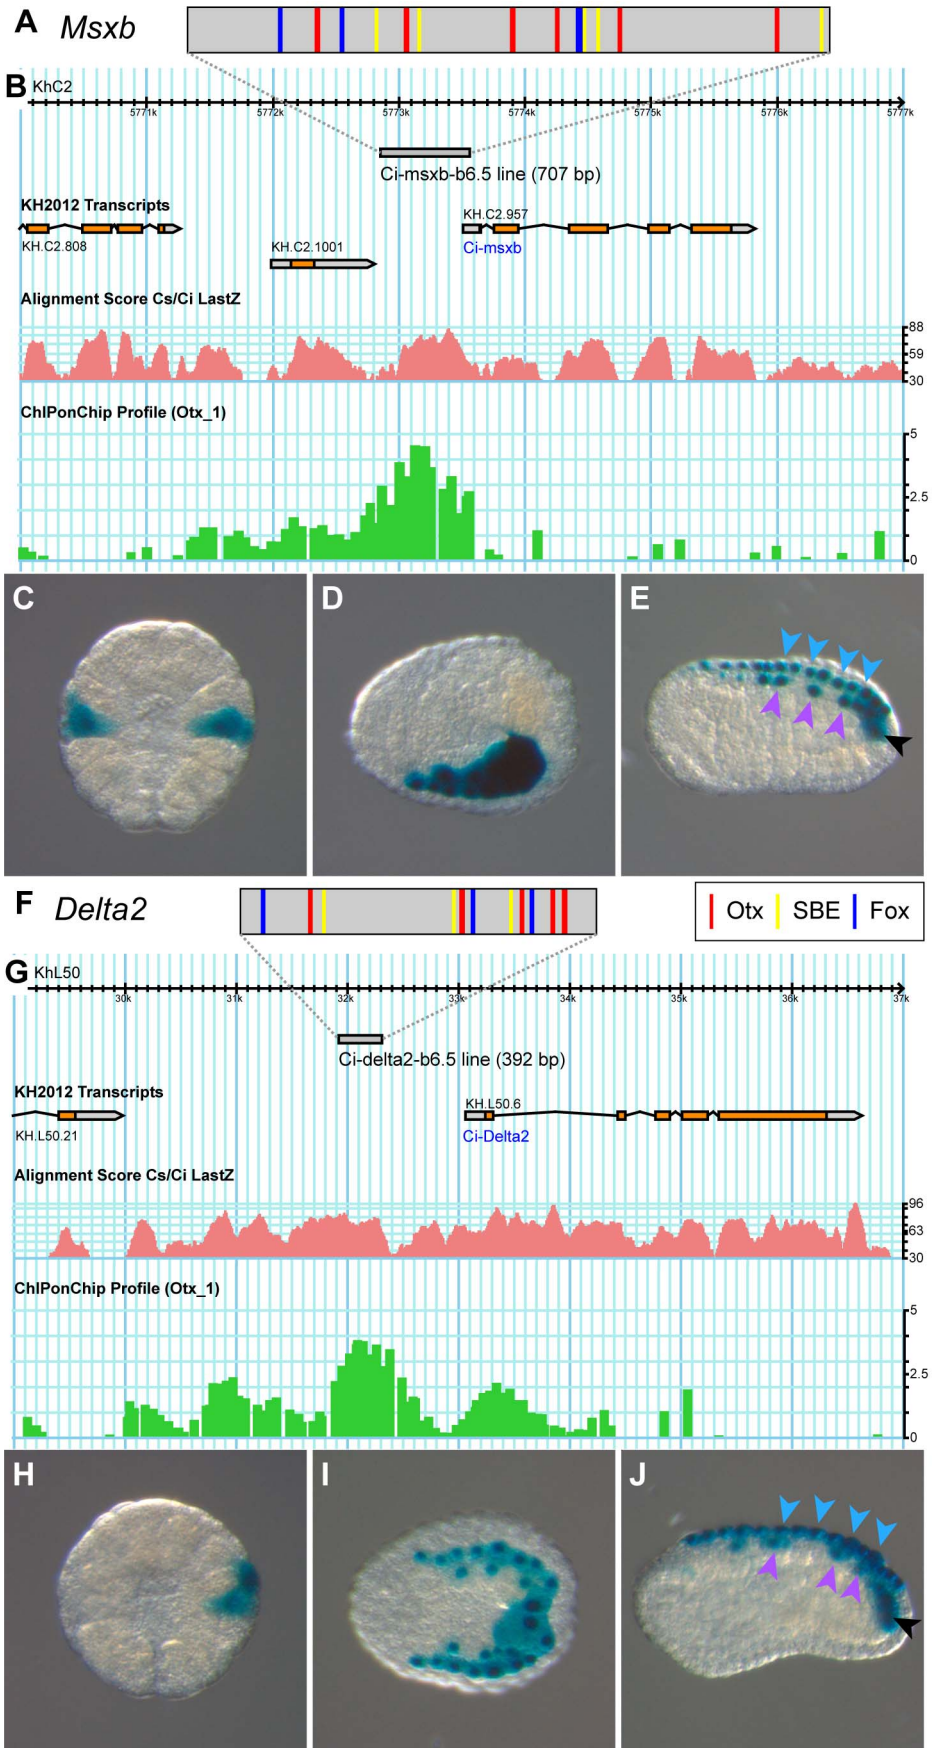 A Msxb
B KhC2
5771k 5772k 5773k 5774k 5775k 5776k 5777k
Ci-msxb-b6.5 line (707 bp)
KH2012 Transcripts
KH.C2.957
KH.C2.808
KH.C2.1001
Ci-msxb
Alignment Score Cs/Ci LastZ
88
59
30
ChIPonChip Profile (Otx_1)
5
2.5
0
C D E
F Delta2
Otx SBE Fox
G KhL50
30k 31k 32k 33k 34k 35k 36k 37k
Ci-delta2-b6.5 line (392 bp)
KH2012 Transcripts
KH.L50.6
KH.L50.21
Ci-Delta2
Alignment Score Cs/Ci LastZ
96
63
30
ChIPonChip Profile (Otx_1)
5
2.5
0
H I J